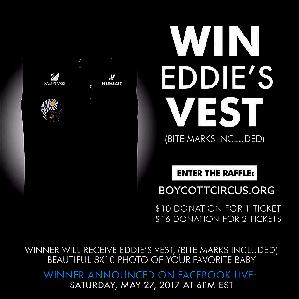 WIN
EDDIE'S
VEST
(BITE MARKS INCLUDED)
ENTER THE RAFFLE:
BOYCOTTCIRCUS.ORG
$10 DONATION FOR 1 TICKET
$16 DONATION FOR 2 TICKETS
WINNER WILL RECEIVE EDDIE'S VEST, (BITE MARKS INCLUDED)
BEAUTIFUL 8X10 PHOTO OF YOUR FAVORITE BABY
WINNER ANNOUNCED ON FACEBOOK LIVE:
SATURDAY, MAY 27, 2017 AT 6PM EST